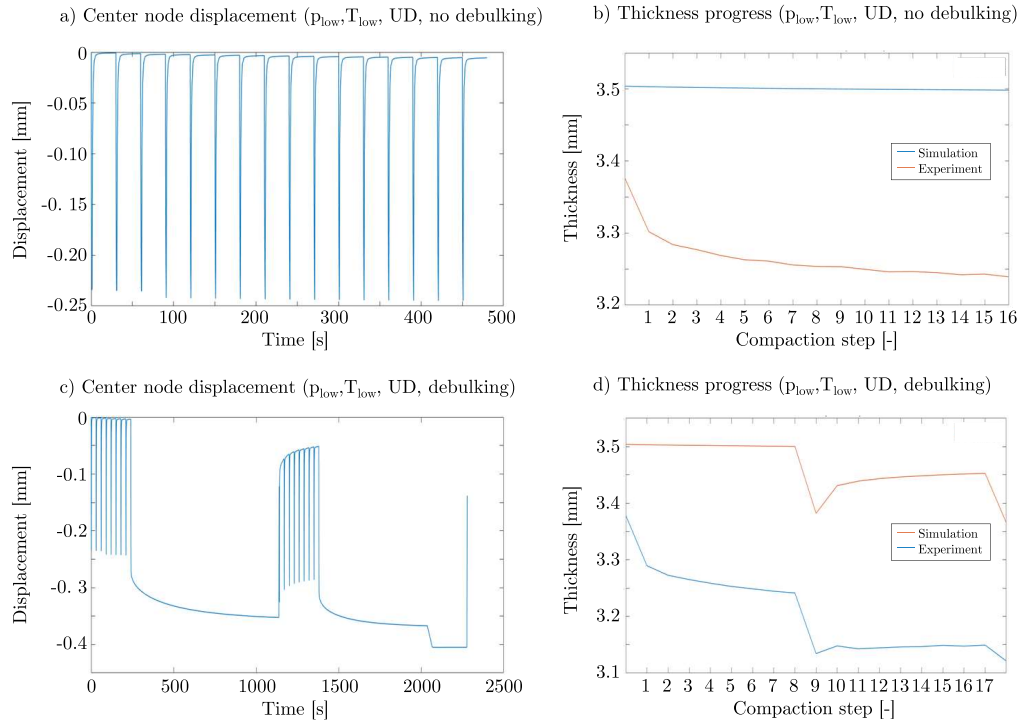 a) Center node displacement (plow,Tlow, UD, no debulking)
0
-0.05
-0.10
-0. 15
-0.20
-0.25
Displacement [mm]
0 100 200 300 400 500
Time [s]
b) Thickness progress (plow,Tlow, UD, no debulking)
3.5
3.4
3.3
3.2
Thickness [mm]
Simulation
Experiment
1 2 3 4 5 6 7 8 9 10 11 12 13 14 15 16
Compaction step [-]
c) Center node displacement (plow,Tlow, UD, debulking)
0
-0.1
-0.2
-0.3
-0.4
Displacement [mm]
0 500 1000 1500 2000 2500
Time [s]
d) Thickness progress (plow,Tlow, UD, debulking)
3.5
3.4
3.3
3.2
3.1
Thickness [mm]
Simulation
Experiment
1 2 3 4 5 6 7 8 9 10 11 12 13 14 15 16 17
Compaction step [-]